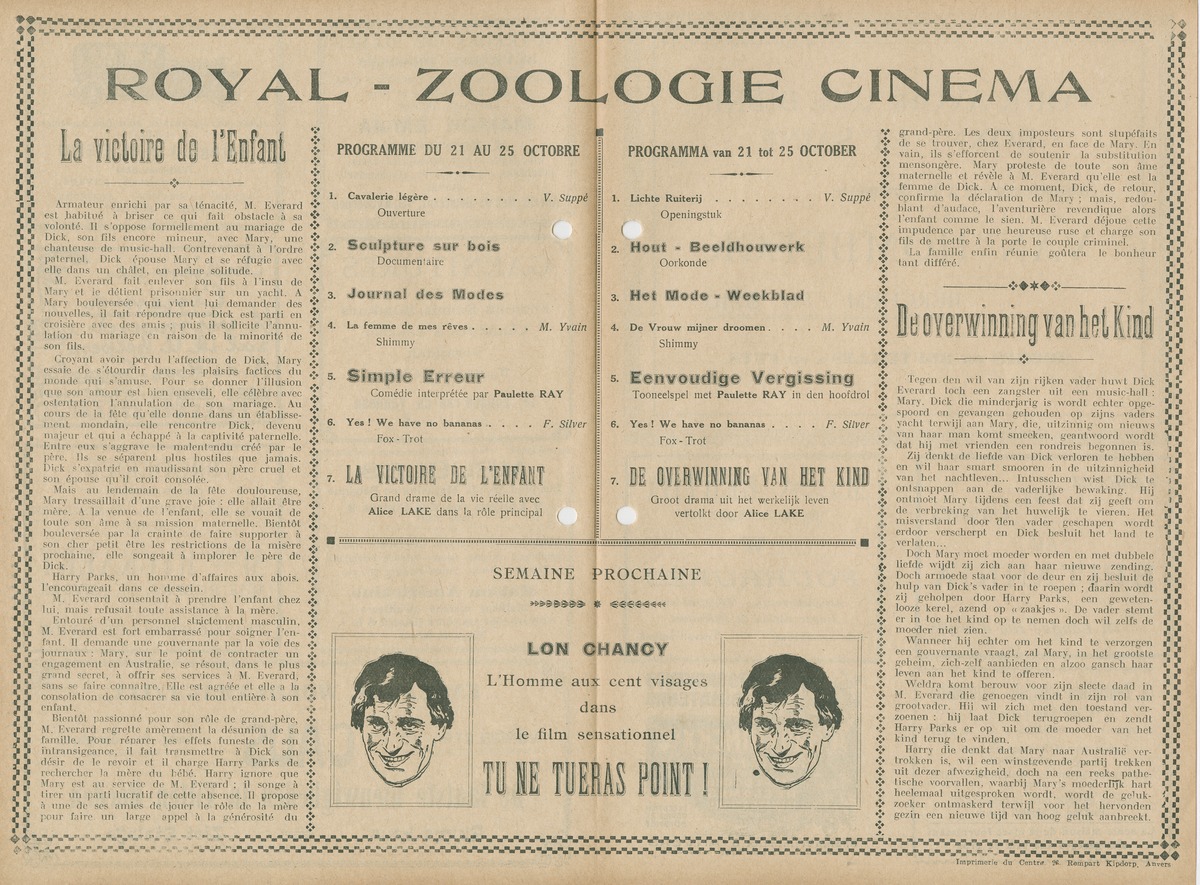 ROYAL - ZOOLOGIE CINEMA
La victoire de l'Enfant
Armateur enrichi par sa ténacité, M. Everard
est habitué à briser ce qui fait obstacle à sa
volonté. Il s'oppose formellement au mariage de
Dick, son fils encore mineur, avec Mary, une
chanteuse de music-hall. Contrevenant à l'ordre
paternel, Dick épouse Mary et se réfugie avec
elle dans un châlet, en pleine solitude.
M. Everard fait enlever son fils à l'insu de
Mary et le détient prisonnier sur un yacht. A
Mary bouleversée qui vient lui demander des
nouvelles, il fait répondre que Dick est parti en
croisière avec des amis ; puis il sollicite l'annu-
lation du mariage en raison de la minorité de
son fils.
Croyant avoir perdu l'affection de Dick, Mary
essaie de s'étourdir dans les plaisirs factices du
monde qui s'amuse. Pour se donner l'illusion
que son amour est bien enseveli, elle célèbre avec
ostentation l'annulation de son mariage. Au
cours de la fête qu'elle donne dans un établisse-
ment mondain, elle rencontre Dick, devenu
majeur et qui a échappé à la captivité paternelle.
Entre eux s'aggrave le malentendu créé par le
père. Ils se séparent plus hostiles que jamais.
Dick s'expatrie en maudissant son père cruel et
son épouse qu'il croit consolée.
Mais au lendemain de la fête douloureuse,
Mary tressaillait d'une grave joie : elle allait être
mère. A la venue de l'enfant, elle se vouait de
toute son âme à sa mission maternelle. Bientôt
bouleversée par la crainte de faire supporter à
son cher petit être les restrictions de la misère
prochaine, elle songeait à implorer le père de
Dick.
Harry Parks, un homme d'affaires aux abois,
l'encourageait dans ce dessein.
M. Everard consentait à prendre l'enfant chez
lui, mais refusait toute assistance à la mère.
Entouré d'un personnel strictement masculin,
M. Everard est fort embarrassé pour soigner l'en-
fant. Il demande une gouvernante par la voie des
journaux : Mary, sur le point de contracter un
engagement en Australie, se résout, dans le plus
grand secret, à offrir ses services à M. Everard,
sans se faire connaître. Elle est agréée et elle a la
consolation de consacrer sa vie tout entière à son
enfant.
Bientôt passionné pour son rôle de grand-père,
M. Everard regrette amèrement la désunion de sa
famille. Pour réparer les effets funeste de son
intransigeance, il fait transmettre à Dick son
désir de le revoir et il charge Harry Parks de
rechercher la mère du bébé. Harry ignore que
Mary est au service de M. Everard ; il songe à
tirer un parti lucratif de cette absence. Il propose
à une de ses amies de jouer le rôle de la mère
pour faire un large appel à la générosité du
PROGRAMME DU 21 AU 25 OCTOBRE
1. Cavalerie légère . . . . . . . . V. Suppé
Ouverture
2. Sculpture sur bois
Documentaire
3. Journal des Modes
4. La femme de mes rêves . . . . . M. Yvain
Shimmy
5. Simple Erreur
Comédie interprétée par Paulette RAY
6. Yes ! We have no bananas . . . . F. Silver
Fox - Trot
7. LA VICTOIRE DE L'ENFANT
Grand drame de la vie réelle avec
Alice LAKE dans la rôle principal
PROGRAMMA van 21 tot 25 OCTOBER
1. Lichte Ruiterij . . . . . . . . V. Suppé
Openingstuk
2. Hout - Beeldhouwerk
Oorkonde
3. Het Mode - Weekblad
4. De Vrouw mijner droomen . . . . M. Yvain
Shimmy
5. Eenvoudige Vergissing
Tooneelspel met Paulette RAY in den hoofdrol
6. Yes ! We have no bananas . . . . F. Silver
Fox - Trot
7. DE OVERWINNING VAN HET KIND
Groot drama uit het werkelijk leven
vertolkt door Alice LAKE
SEMAINE PROCHAINE
LON CHANCY
L'Homme aux cent visages
dans
le film sensationnel
TU NE TUERAS POINT !
grand-père. Les deux imposteurs sont stupéfaits
de se trouver, chez Everard, en face de Mary. En
vain, ils s'efforcent de soutenir la substitution
mensongère. Mary proteste de toute son âme
maternelle et révèle à M. Everard qu'elle est la
femme de Dick. A ce moment, Dick, de retour,
confirme la déclaration de Mary ; mais, redou-
blant d'audace, l'aventurière revendique alors
l'enfant comme le sien. M. Everard déjoue cette
impudence par une heureuse ruse et charge son
fils de mettre à la porte le couple criminel.
La famille enfin réunie goûtera le bonheur
tant différé.
De overwinning van het Kind
Tegen den wil van zijn rijken vader huwt Dick
Everard toch een zangster uit een music-hall :
Mary. Dick die minderjarig is wordt echter opge-
spoord en gevangen gehouden op zijns vaders
yacht terwijl aan Mary, die, uitzinnig om nieuws
van haar man komt smeeken, geantwoord wordt
dat hij met vrienden een rondreis begonnen is.
Zij denkt de liefde van Dick verloren te hebben
en wil haar smart smooren in de uitzinnigheid
van het nachtleven... Intusschen wist Dick te
ontsnappen aan de vaderlijke bewaking. Hij
ontmoet Mary tijdens een feest dat zij geeft om
de verbreking van het huwelijk te vieren. Het
misverstand door den vader geschapen wordt
erdoor verscherpt en Dick besluit het land te
verlaten...
Doch Mary moet moeder worden en met dubbele
liefde wijdt zij zich aan haar nieuwe zending.
Doch armoede staat voor de deur en zij besluit de
hulp van Dick's vader in te roepen ; daarin wordt
zij geholpen door Harry Parks, een geweten-
looze kerel, azend op « zaakjes ». De vader stemt
er in toe het kind op te nemen doch wil zelfs de
moeder niet zien.
Wanneer hij echter om het kind te verzorgen
een gouvernante vraagt, zal Mary, in het grootste
geheim, zich-zelf aanbieden en alzoo gansch haar
leven aan het kind te offeren.
Weldra komt berouw voor zijn slecte daad in
M. Everard die genoegen vindt in zijn rol van
grootvader. Hij wil zich met den toestand ver-
zoenen : hij laat Dick terugroepen en zendt
Harry Parks er op uit om de moeder van het
kind terug te vinden.
Harry die denkt dat Mary naar Australië ver-
trokken is, wil een winstgevende partij trekken
uit dezer afwezigheid, doch na een reeks pathe-
tische voorvallen, waarbij Mary's moederlijk hart
heelemaal uitgesproken wordt, wordt de geluk-
zoeker ontmaskerd terwijl voor het hervonden
gezin een nieuwe lijd van hoog geluk aanbreekt.
Imprimerie du Centre, 26, Rempart Kipdorp, Anvers